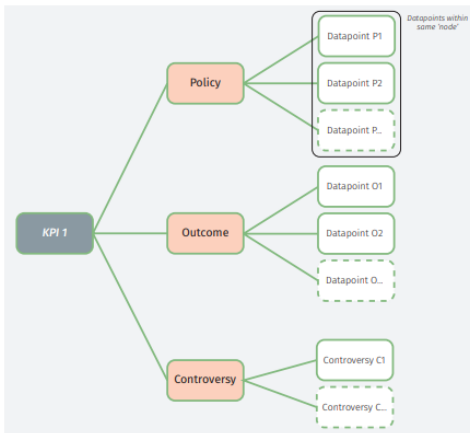 Datapoints within
same 'node'
Datapoint P1
Policy
Datapoint P2
Datapoint P...
Datapoint O1
KPI 1
Outcome
Datapoint O2
Datapoint O...
Controversy C1
Controversy
Controversy C...